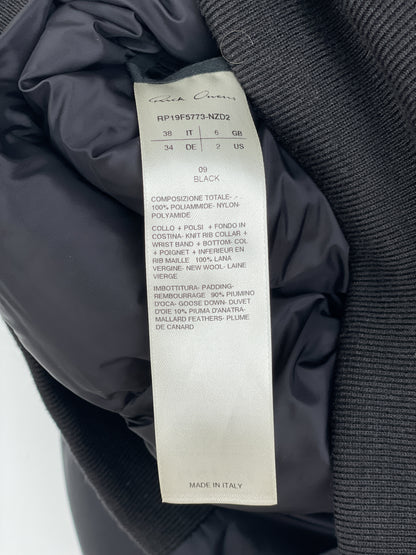 Rick Owens
RP19F5773-NZD2
38 IT 6 GB
34 DE 2 US
09
BLACK
COMPOSIZIONE TOTALE- .-
100% POLIAMMIDE- NYLON-
POLYAMIDE
COLLO + POLSI + FONDO IN
COSTINA- KNIT RIB COLLAR +
WRIST BAND + BOTTOM- COL
+ POIGNET + INFERIEUR EN
RIB MAILLE 100% LANA
VERGINE- NEW WOOL- LAINE
VIERGE
IMBOTTITURA- PADDING-
REMBOURRAGE 90% PIUMINO
D'OCA- GOOSE DOWN- DUVET
D'OIE 10% PIUMA D'ANATRA-
MALLARD FEATHERS- PLUME
DE CANARD
MADE IN ITALY